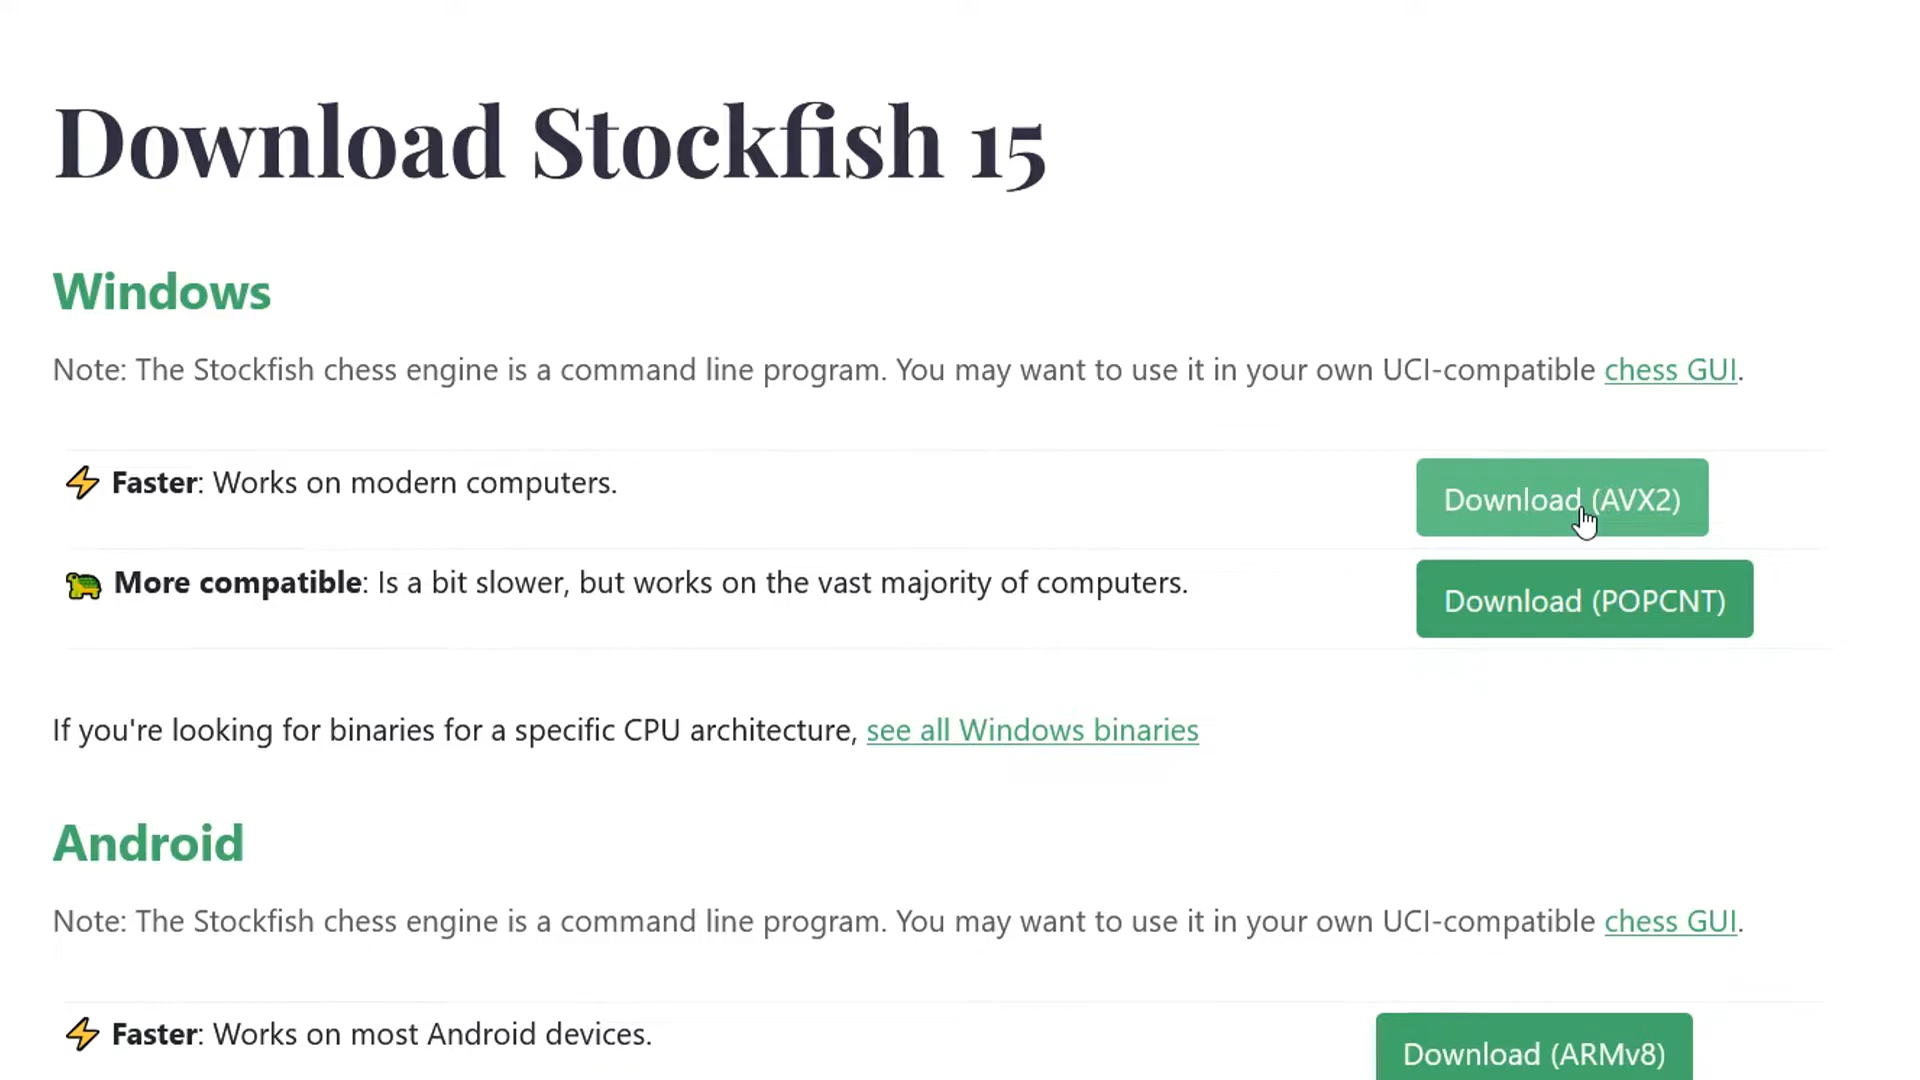 Download Stockfish 15
Windows
Note: The Stockfish chess engine is a command line program. You may want to use it in your own UCI-compatible chess GUI.
Faster: Works on modern computers.
Download (AVX2)
More compatible: Is a bit slower, but works on the vast majority of computers.
Download (POPCNT)
If you're looking for binaries for a specific CPU architecture, see all Windows binaries
Android
Note: The Stockfish chess engine is a command line program. You may want to use it in your own UCI-compatible chess GUI.
Faster: Works on most Android devices.
Download (ARMv8)